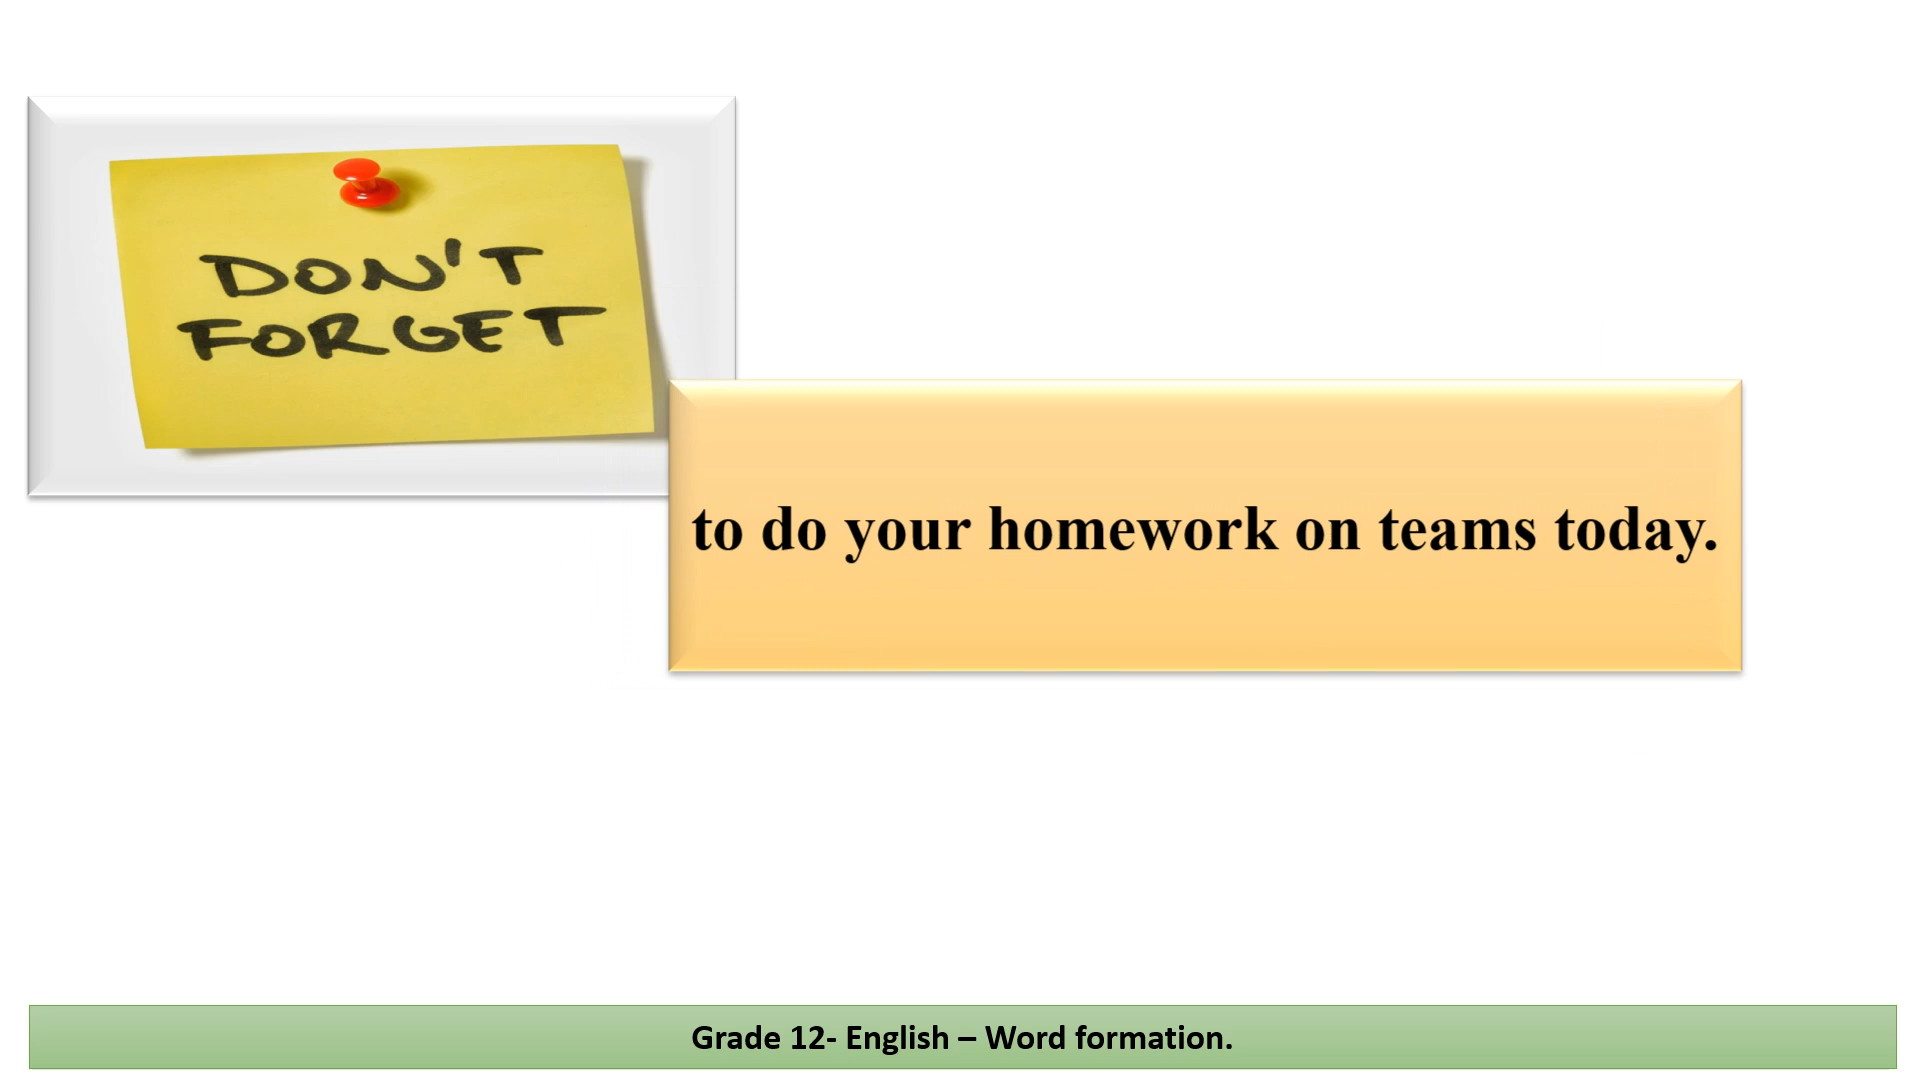 DON'T
FORGET
to do your homework on teams today.
Grade 12- English – Word formation.